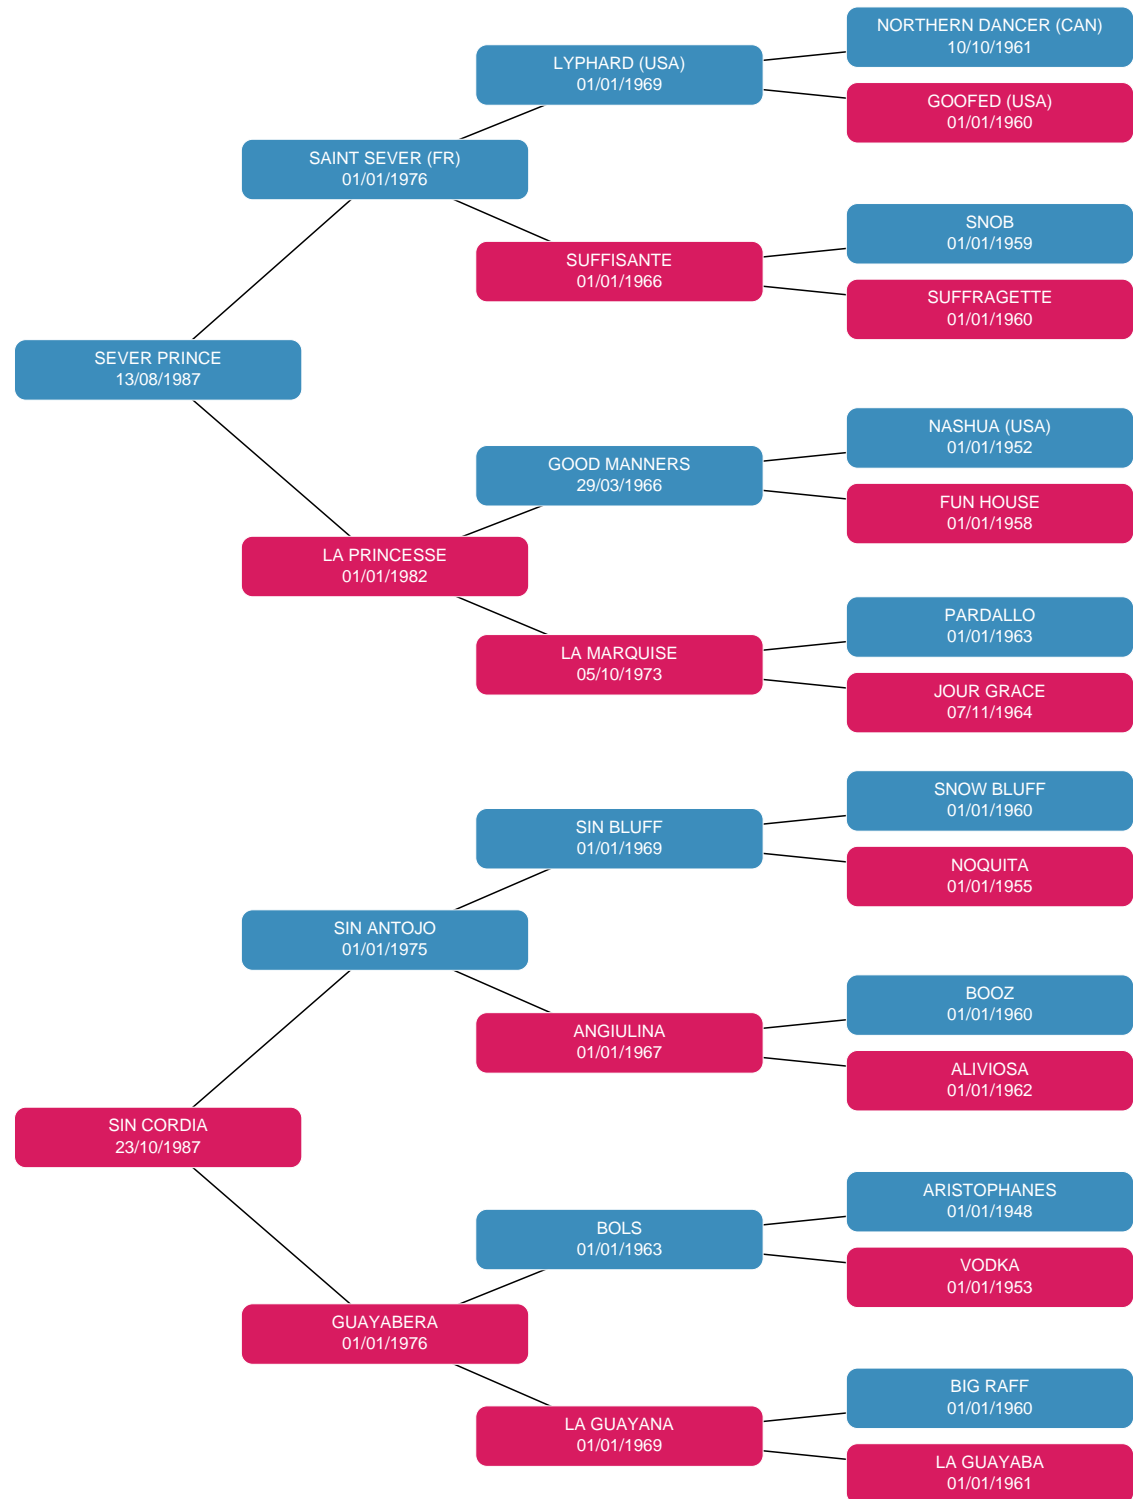 NORTHERN DANCER (CAN)
10/10/1961
LYPHARD (USA)
01/01/1969
GOOFED (USA)
01/01/1960
SAINT SEVER (FR)
01/01/1976
SNOB
01/01/1959
SUFFISANTE
01/01/1966
SUFFRAGETTE
01/01/1960
SEVER PRINCE
13/08/1987
NASHUA (USA)
01/01/1952
GOOD MANNERS
29/03/1966
FUN HOUSE
01/01/1958
LA PRINCESSE
01/01/1982
PARDALLO
01/01/1963
LA MARQUISE
05/10/1973
JOUR GRACE
07/11/1964
SNOW BLUFF
01/01/1960
SIN BLUFF
01/01/1969
NOQUITA
01/01/1955
SIN ANTOJO
01/01/1975
BOOZ
01/01/1960
ANGIULINA
01/01/1967
ALIVIOSA
01/01/1962
SIN CORDIA
23/10/1987
ARISTOPHANES
01/01/1948
BOLS
01/01/1963
VODKA
01/01/1953
GUAYABERA
01/01/1976
BIG RAFF
01/01/1960
LA GUAYANA
01/01/1969
LA GUAYABA
01/01/1961